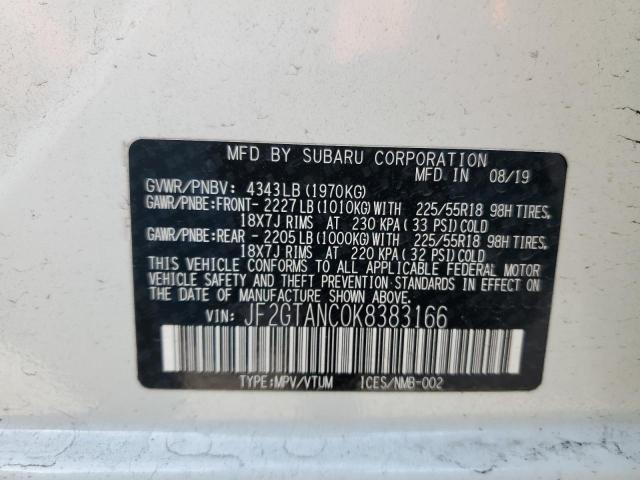 MFD BY SUBARU CORPORATION
MFD IN 08/19
GVWR/PNBV: 4343LB (1970KG)
GAWR/PNBE:FRONT- 2227LB (1010KG)WITH 225/55R18 98H TIRES,
18X7J RIMS AT 230 KPA (33 PSI)COLD
GAWR/PNBE:REAR - 2205LB (1000KG)WITH 225/55R18 98H TIRES,
18X7J RIMS AT 220 KPA (32 PSI)COLD
THIS VEHICLE CONFORMS TO ALL APPLICABLE FEDERAL MOTOR
VEHICLE SAFETY AND THEFT PREVENTION STANDARDS IN EFFECT ON
THE DATE OF MANUFACTURE SHOWN ABOVE.
VIN: JF2GTANC0K8383166
TYPE:MPV/VTUM ICES/NMB-002